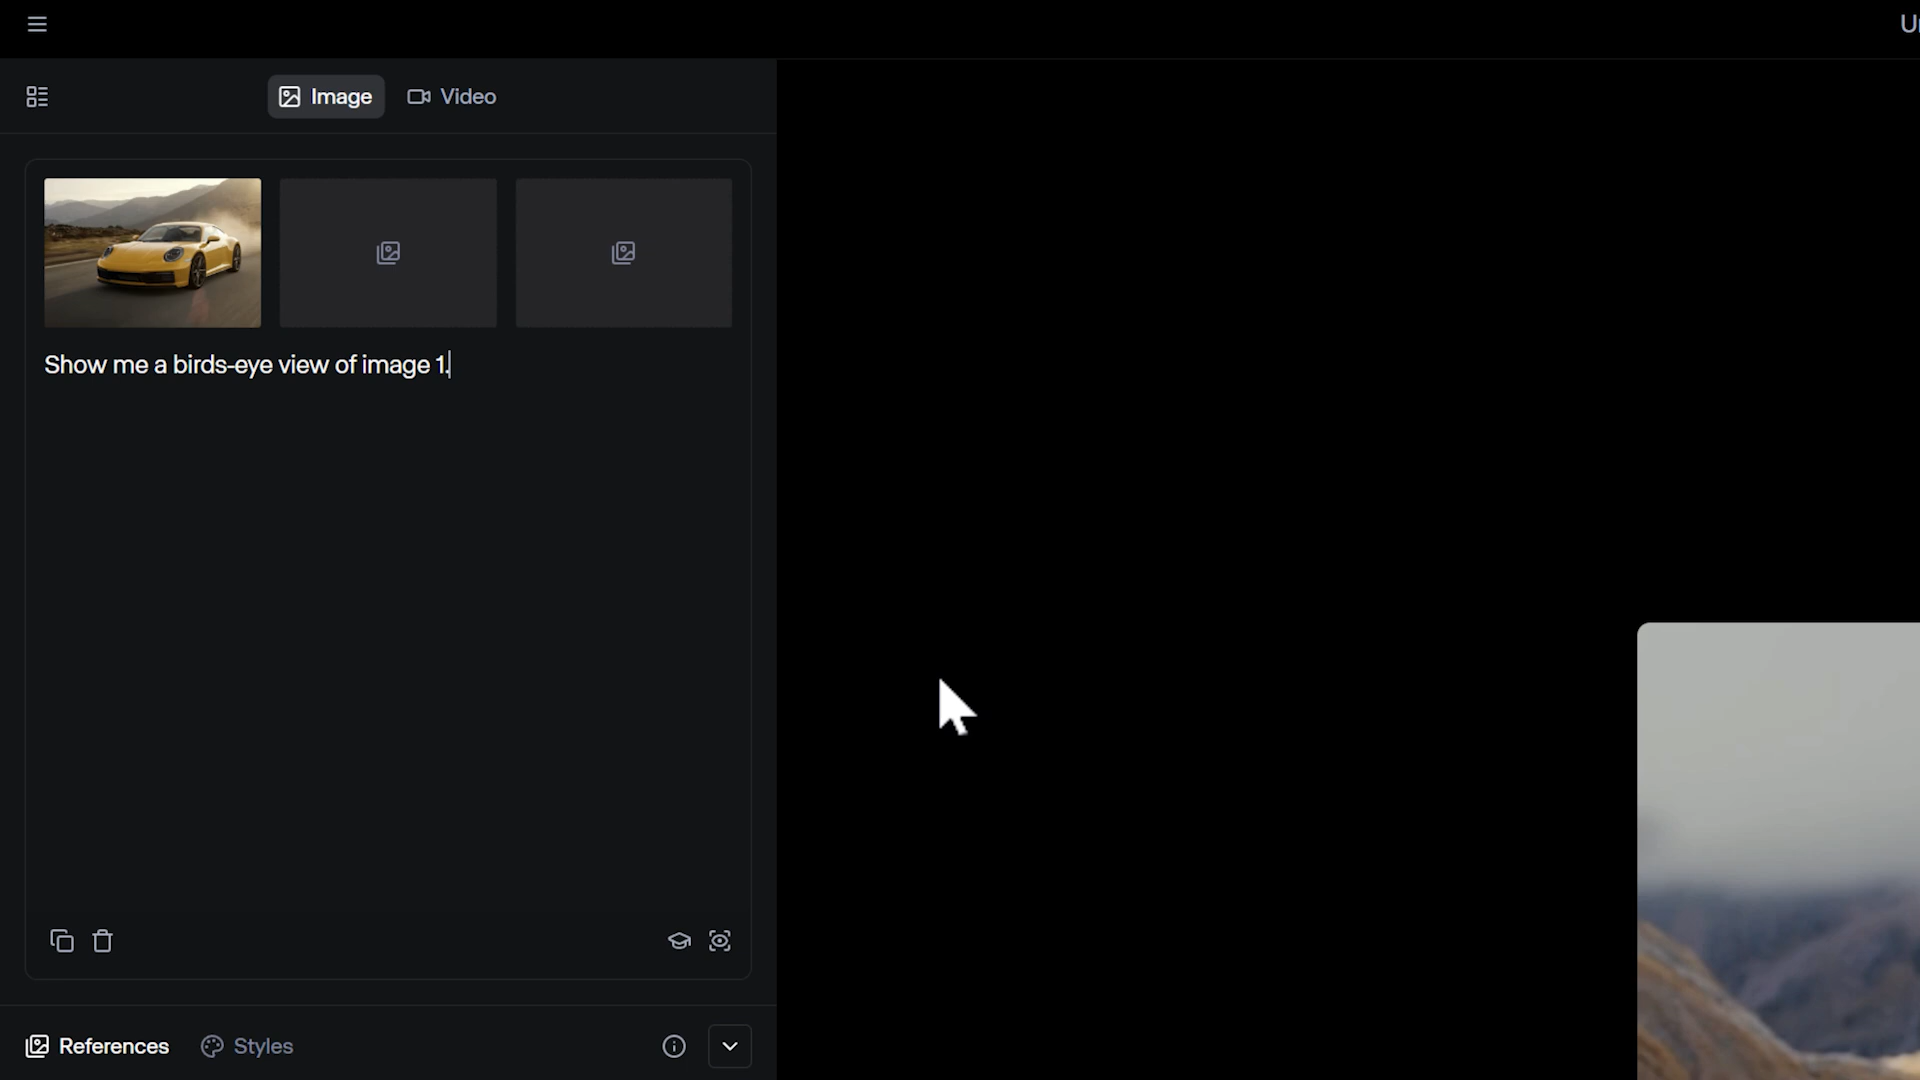 Image
Video
Show me a birds-eye view of image 1.
References
Styles